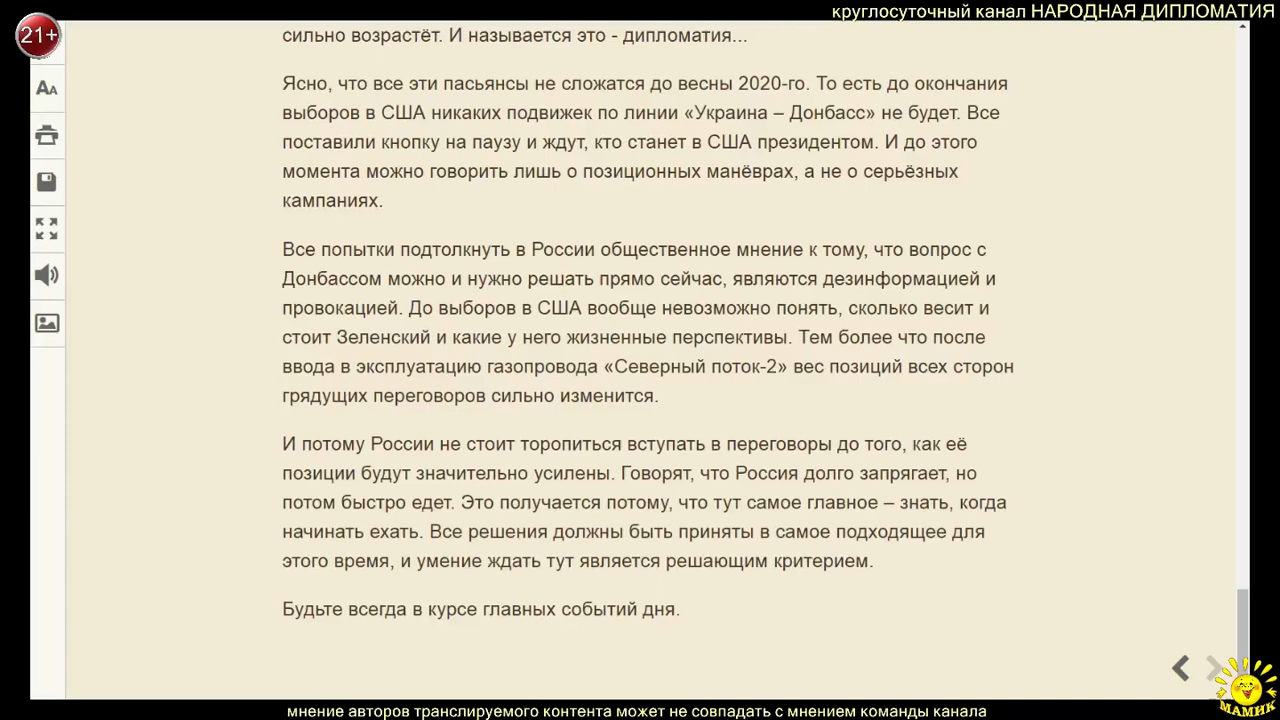 круглосуточный канал НАРОДНАЯ ДИПЛОМАТИЯ
21+
сильно возрастёт. И называется это - дипломатия...
Ясно, что все эти пасьянсы не сложатся до весны 2020-го. То есть до окончания
выборов в США никаких подвижек по линии «Украина – Донбасс» не будет. Все
поставили кнопку на паузу и ждут, кто станет в США президентом. И до этого
момента можно говорить лишь о позиционных манёврах, а не о серьёзных
кампаниях.
Все попытки подтолкнуть в России общественное мнение к тому, что вопрос с
Донбассом можно и нужно решать прямо сейчас, являются дезинформацией и
провокацией. До выборов в США вообще невозможно понять, сколько весит и
стоит Зеленский и какие у него жизненные перспективы. Тем более что после
ввода в эксплуатацию газопровода «Северный поток-2» вес позиций всех сторон
грядущих переговоров сильно изменится.
И потому России не стоит торопиться вступать в переговоры до того, как её
позиции будут значительно усилены. Говорят, что Россия долго запрягает, но
потом быстро едет. Это получается потому, что тут самое главное – знать, когда
начинать ехать. Все решения должны быть приняты в самое подходящее для
этого время, и умение ждать тут является решающим критерием.
Будьте всегда в курсе главных событий дня.
МАМИК
мнение авторов транслируемого контента может не совпадать с мнением команды канала